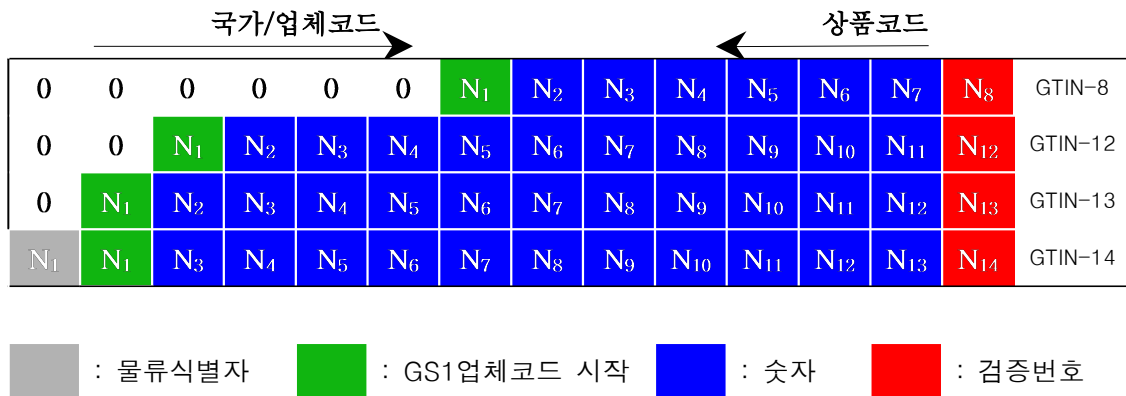 국가/업체코드 상품코드
0 0 0 0 0 0 N₁ N₂ N₃ N₄ N₅ N₆ N₇ N₈ GTIN-8
0 0 N₁ N₂ N₃ N₄ N₅ N₆ N₇ N₈ N₉ N₁₀ N₁₁ N₁₂ GTIN-12
0 N₁ N₂ N₃ N₄ N₅ N₆ N₇ N₈ N₉ N₁₀ N₁₁ N₁₂ N₁₃ GTIN-13
N₁ N₁ N₃ N₄ N₅ N₆ N₇ N₈ N₉ N₁₀ N₁₁ N₁₂ N₁₃ N₁₄ GTIN-14
: 물류식별자 : GS1업체코드 시작 : 숫자 : 검증번호